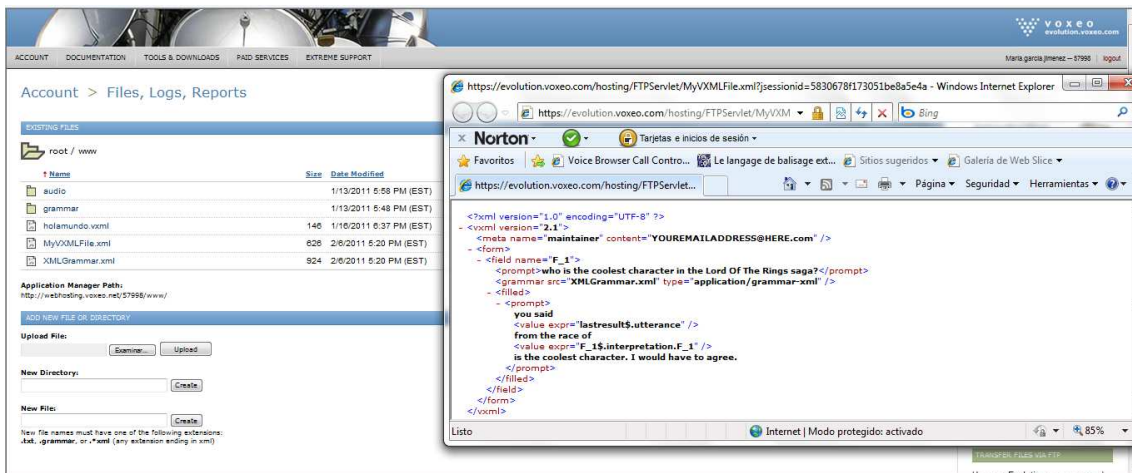 voxeo
evolution.voxeo.com
ACCOUNT DOCUMENTATION TOOLS & DOWNLOADS PAID SERVICES EXTREME SUPPORT
Maria.garcia.jimenez — 57998 | logout
Account > Files, Logs, Reports
EXISTING FILES
root / www
↑ Name Size Date Modified
audio 1/13/2011 5:58 PM (EST)
grammar 1/13/2011 5:48 PM (EST)
holamundo.vxml 146 1/16/2011 6:37 PM (EST)
MyVXMLFile.xml 626 2/6/2011 5:20 PM (EST)
XMLGrammar.xml 924 2/6/2011 5:20 PM (EST)
Application Manager Path:
http://webhosting.voxeo.net/57998/www/
ADD NEW FILE OR DIRECTORY
Upload File:
Examinar... Upload
New Directory:
Create
New File:
Create
New file names must have one of the following extensions:
.txt, .grammar, or .*xml (any extension ending in xml)
https://evolution.voxeo.com/hosting/FTPServlet/MyVXMLFile.xml?jsessionid=5830678f173051be8a5e4a - Windows Internet Explorer
https://evolution.voxeo.com/hosting/FTPServlet/MyVXM Bing
x Norton Tarjetas e inicios de sesión
Favoritos Voice Browser Call Contro... Le langage de balisage ext... Sitios sugeridos Galería de Web Slice
https://evolution.voxeo.com/hosting/FTPServlet... Página Seguridad Herramientas
<?xml version="1.0" encoding="UTF-8" ?>
- <vxml version="2.1">
<meta name="maintainer" content="YOUREMAILADDRESS@HERE.com" />
- <form>
- <field name="F_1">
<prompt>who is the coolest character in the Lord Of The Rings saga?</prompt>
<grammar src="XMLGrammar.xml" type="application/grammar-xml" />
- <filled>
- <prompt>
you said
<value expr="lastresult$.utterance" />
from the race of
<value expr="F_1$.interpretation.F_1" />
is the coolest character. I would have to agree.
</prompt>
</filled>
</field>
</form>
</vxml>
Listo Internet | Modo protegido: activado 85%
TRANSFER FILES VIA FTP